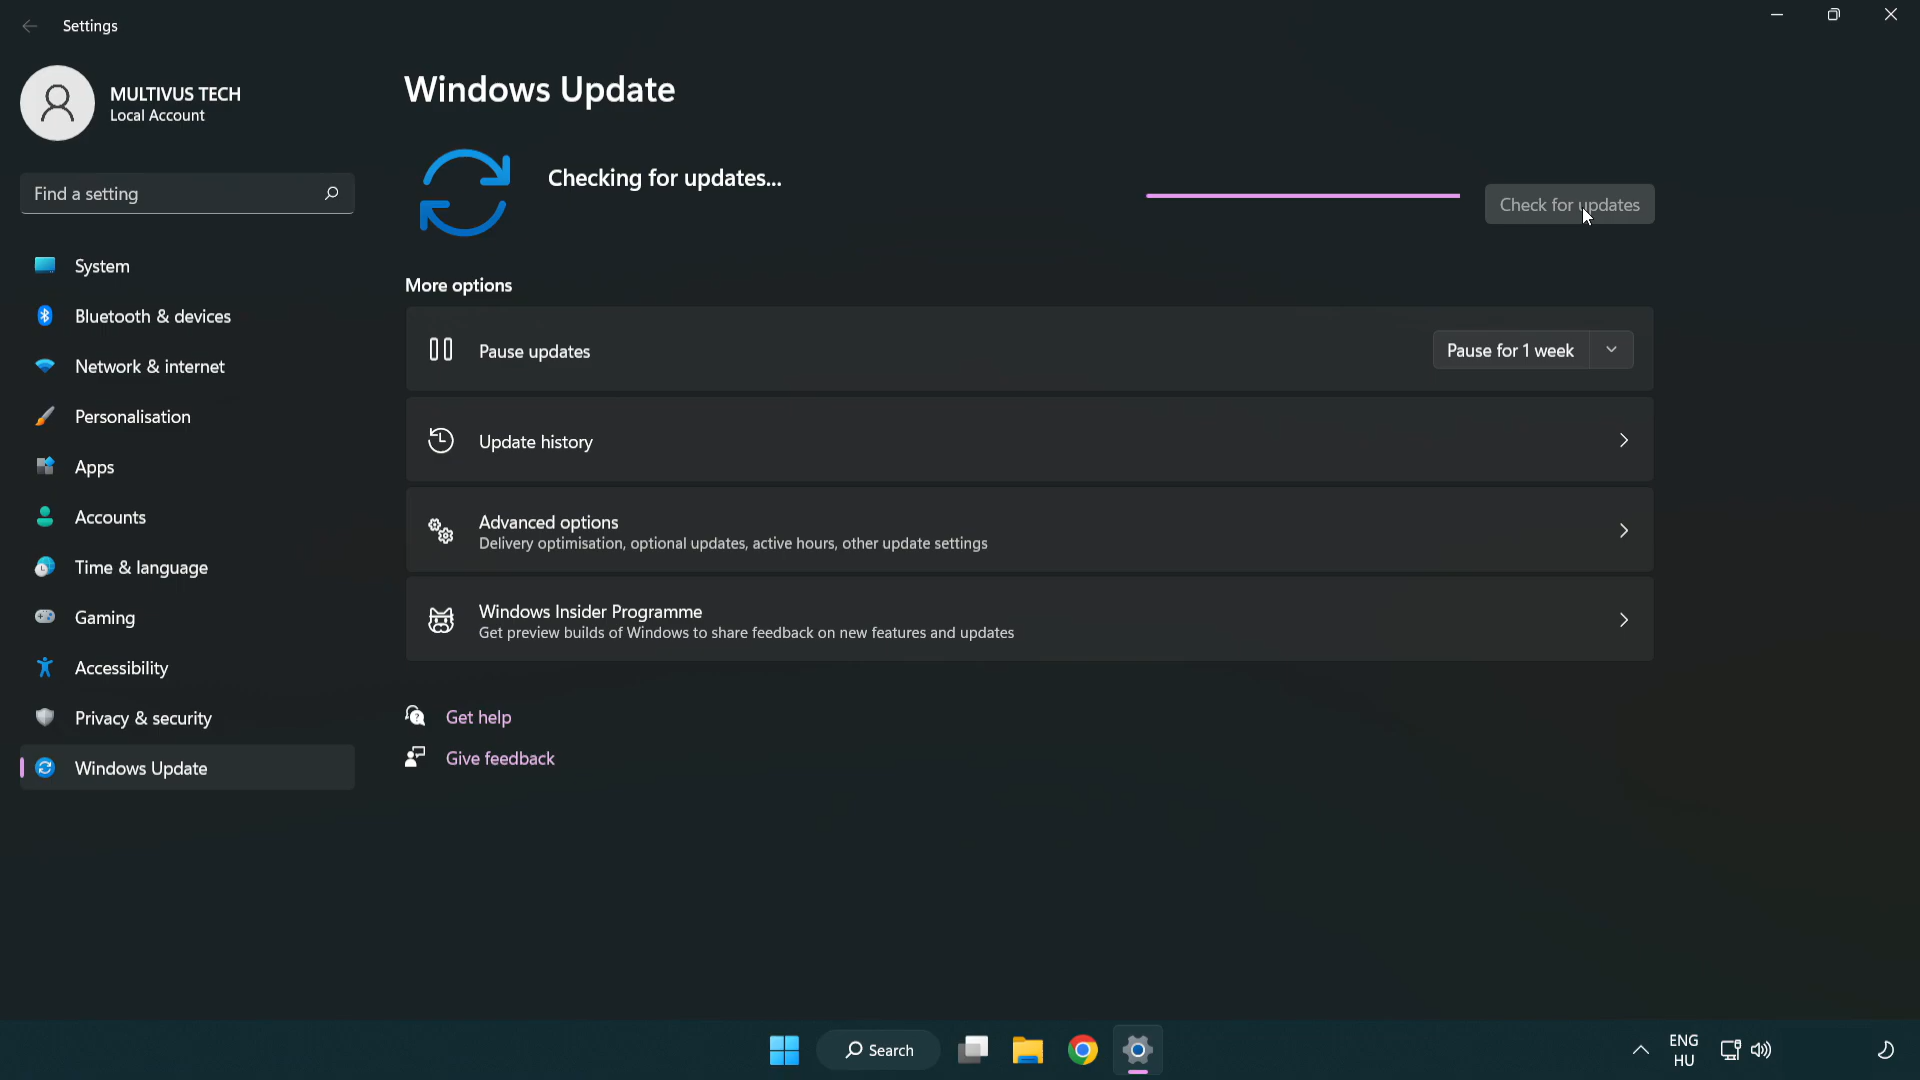 Settings
MULTIVUS TECH
Local Account
Find a setting
System
Bluetooth & devices
Network & internet
Personalisation
Apps
Accounts
Time & language
Gaming
Accessibility
Privacy & security
Windows Update
Windows Update
Checking for updates...
Check for updates
More options
Pause updates
Pause for 1 week
Update history
Advanced options
Delivery optimisation, optional updates, active hours, other update settings
Windows Insider Programme
Get preview builds of Windows to share feedback on new features and updates
Get help
Give feedback
Search
ENG
HU